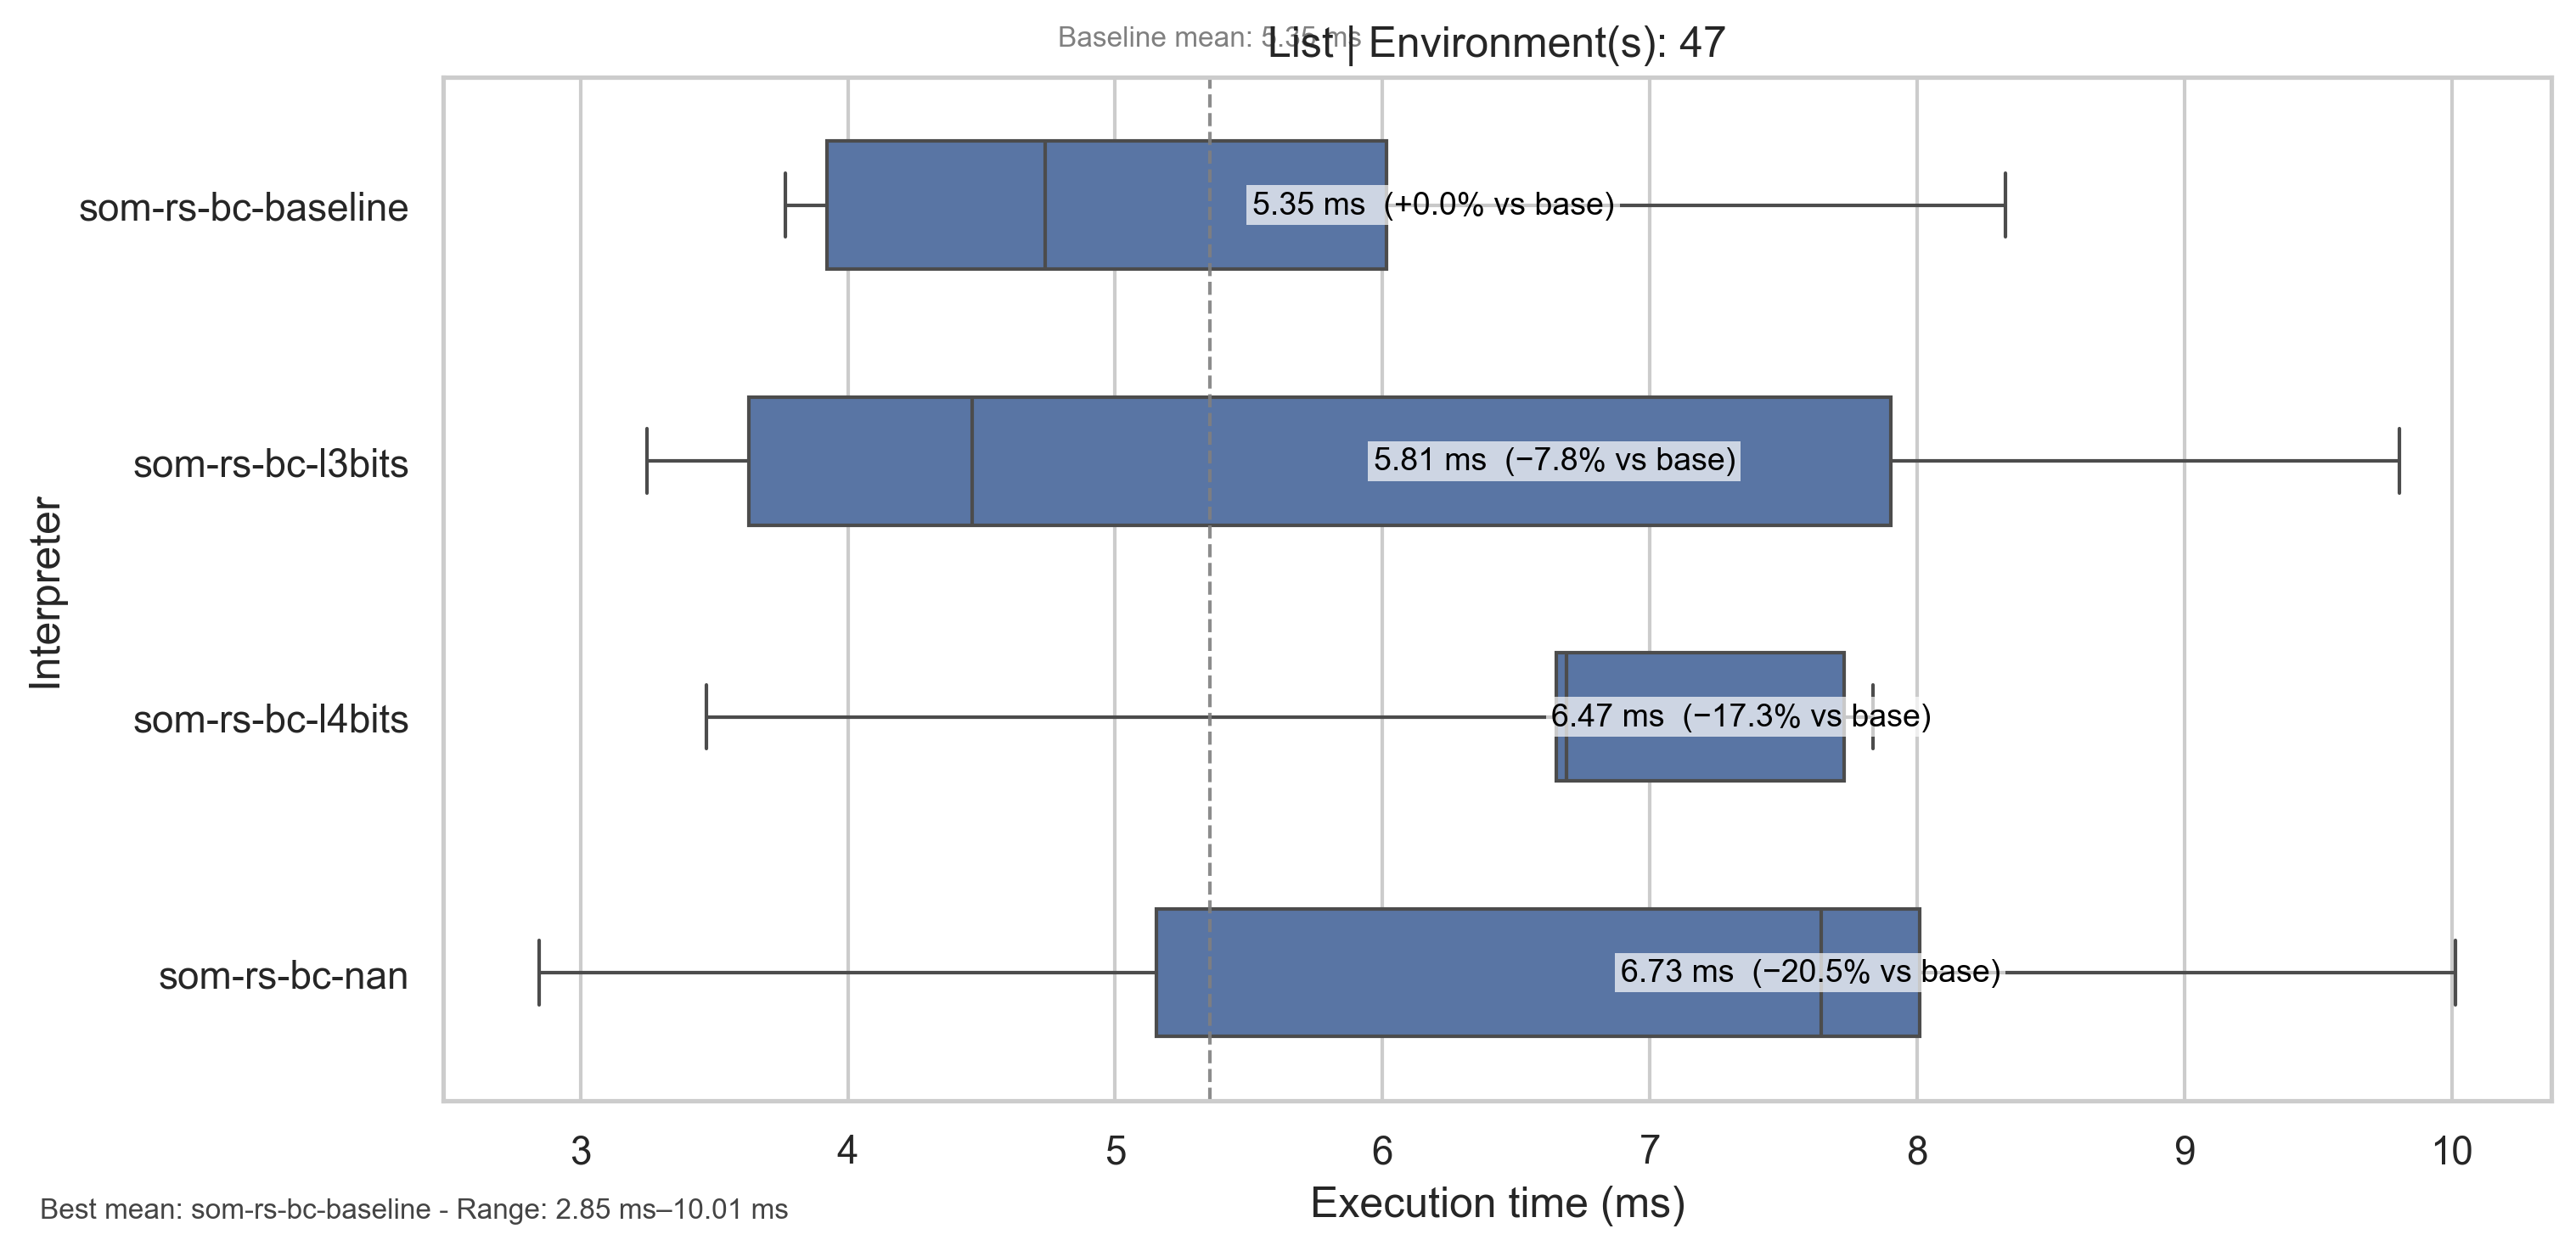 Baseline mean: 5.35 ms
List | Environment(s): 47
som-rs-bc-baseline
5.35 ms (+0.0% vs base)
som-rs-bc-l3bits
5.81 ms (−7.8% vs base)
som-rs-bc-l4bits
6.47 ms (−17.3% vs base)
som-rs-bc-nan
6.73 ms (−20.5% vs base)
Interpreter
3 4 5 6 7 8 9 10
Execution time (ms)
Best mean: som-rs-bc-baseline - Range: 2.85 ms–10.01 ms